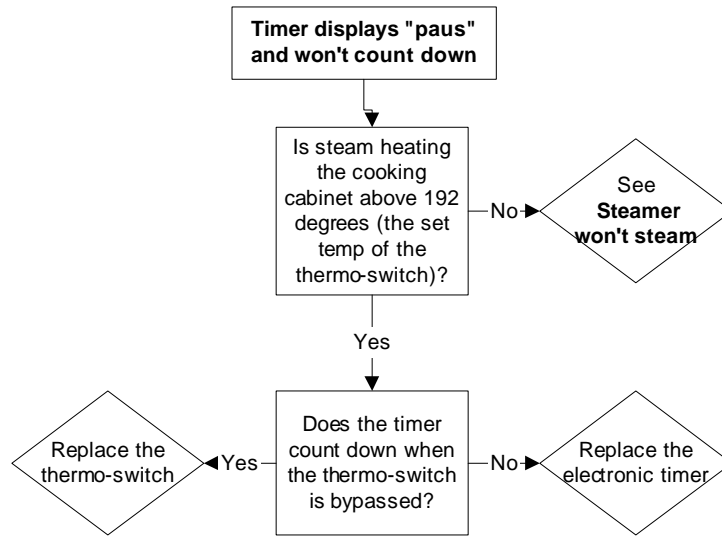 Timer displays "paus"
and won't count down
Is steam heating
the cooking
cabinet above 192
degrees (the set
temp of the
thermo-switch)?
No
See
Steamer
won't steam
Yes
Does the timer
count down when
the thermo-switch
is bypassed?
Yes
Replace the
thermo-switch
No
Replace the
electronic timer